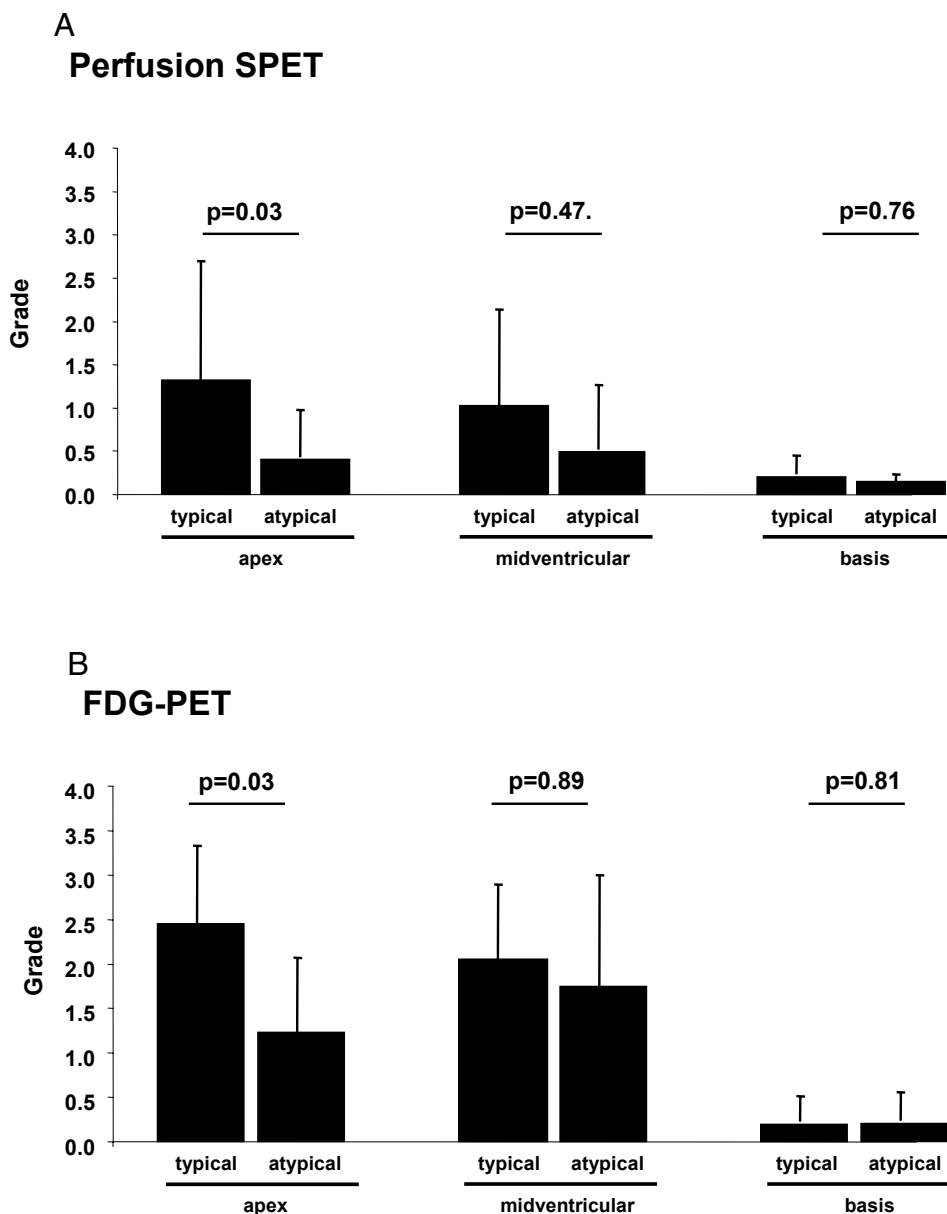 A
Perfusion SPET
4.0
3.5
3.0
2.5
2.0
1.5
1.0
0.5
0.0
Grade
p=0.03
p=0.47.
p=0.76
typical atypical typical atypical typical atypical
apex midventricular basis
B
FDG-PET
4.0
3.5
3.0
2.5
2.0
1.5
1.0
0.5
0.0
Grade
p=0.03
p=0.89
p=0.81
typical atypical typical atypical typical atypical
apex midventricular basis